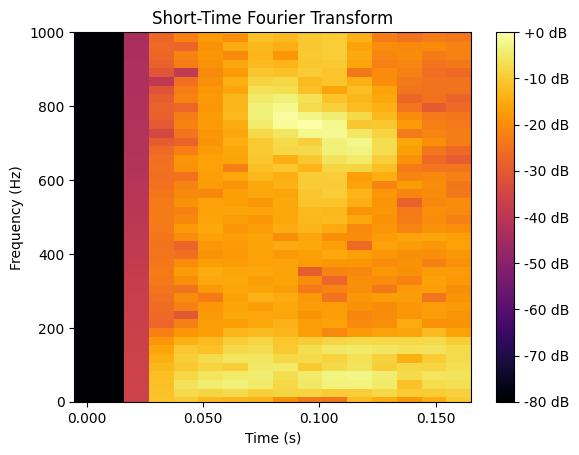 Short-Time Fourier Transform
1000
800
600
400
200
0
Frequency (Hz)
0.000
0.050
0.100
0.150
Time (s)
+0 dB
-10 dB
-20 dB
-30 dB
-40 dB
-50 dB
-60 dB
-70 dB
-80 dB